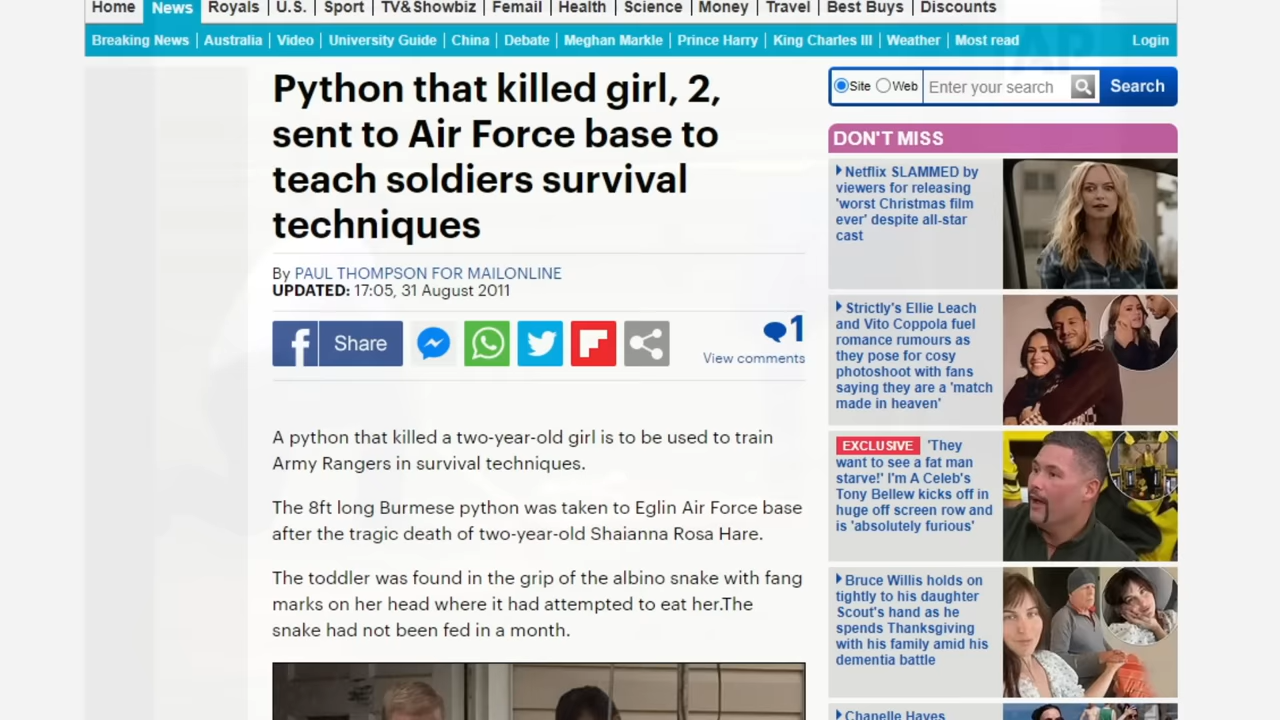 Home News Royals U.S. Sport TV&Showbiz Femail Health Science Money Travel Best Buys Discounts
Breaking News Australia Video University Guide China Debate Meghan Markle Prince Harry King Charles III Weather Most read Login
Python that killed girl, 2,
sent to Air Force base to
teach soldiers survival
techniques
By PAUL THOMPSON FOR MAILONLINE
UPDATED: 17:05, 31 August 2011
f Share
1
View comments
A python that killed a two-year-old girl is to be used to train
Army Rangers in survival techniques.
The 8ft long Burmese python was taken to Eglin Air Force base
after the tragic death of two-year-old Shaianna Rosa Hare.
The toddler was found in the grip of the albino snake with fang
marks on her head where it had attempted to eat her.The
snake had not been fed in a month.
Site Web Enter your search Search
DON'T MISS
Netflix SLAMMED by
viewers for releasing
'worst Christmas film
ever' despite all-star
cast
Strictly's Ellie Leach
and Vito Coppola fuel
romance rumours as
they pose for cosy
photoshoot with fans
saying they are a 'match
made in heaven'
EXCLUSIVE 'They
want to see a fat man
starve!' I'm A Celeb's
Tony Bellew kicks off in
huge off screen row and
is 'absolutely furious'
Bruce Willis holds on
tightly to his daughter
Scout's hand as he
spends Thanksgiving
with his family amid his
dementia battle
Chanelle Hayes
AP